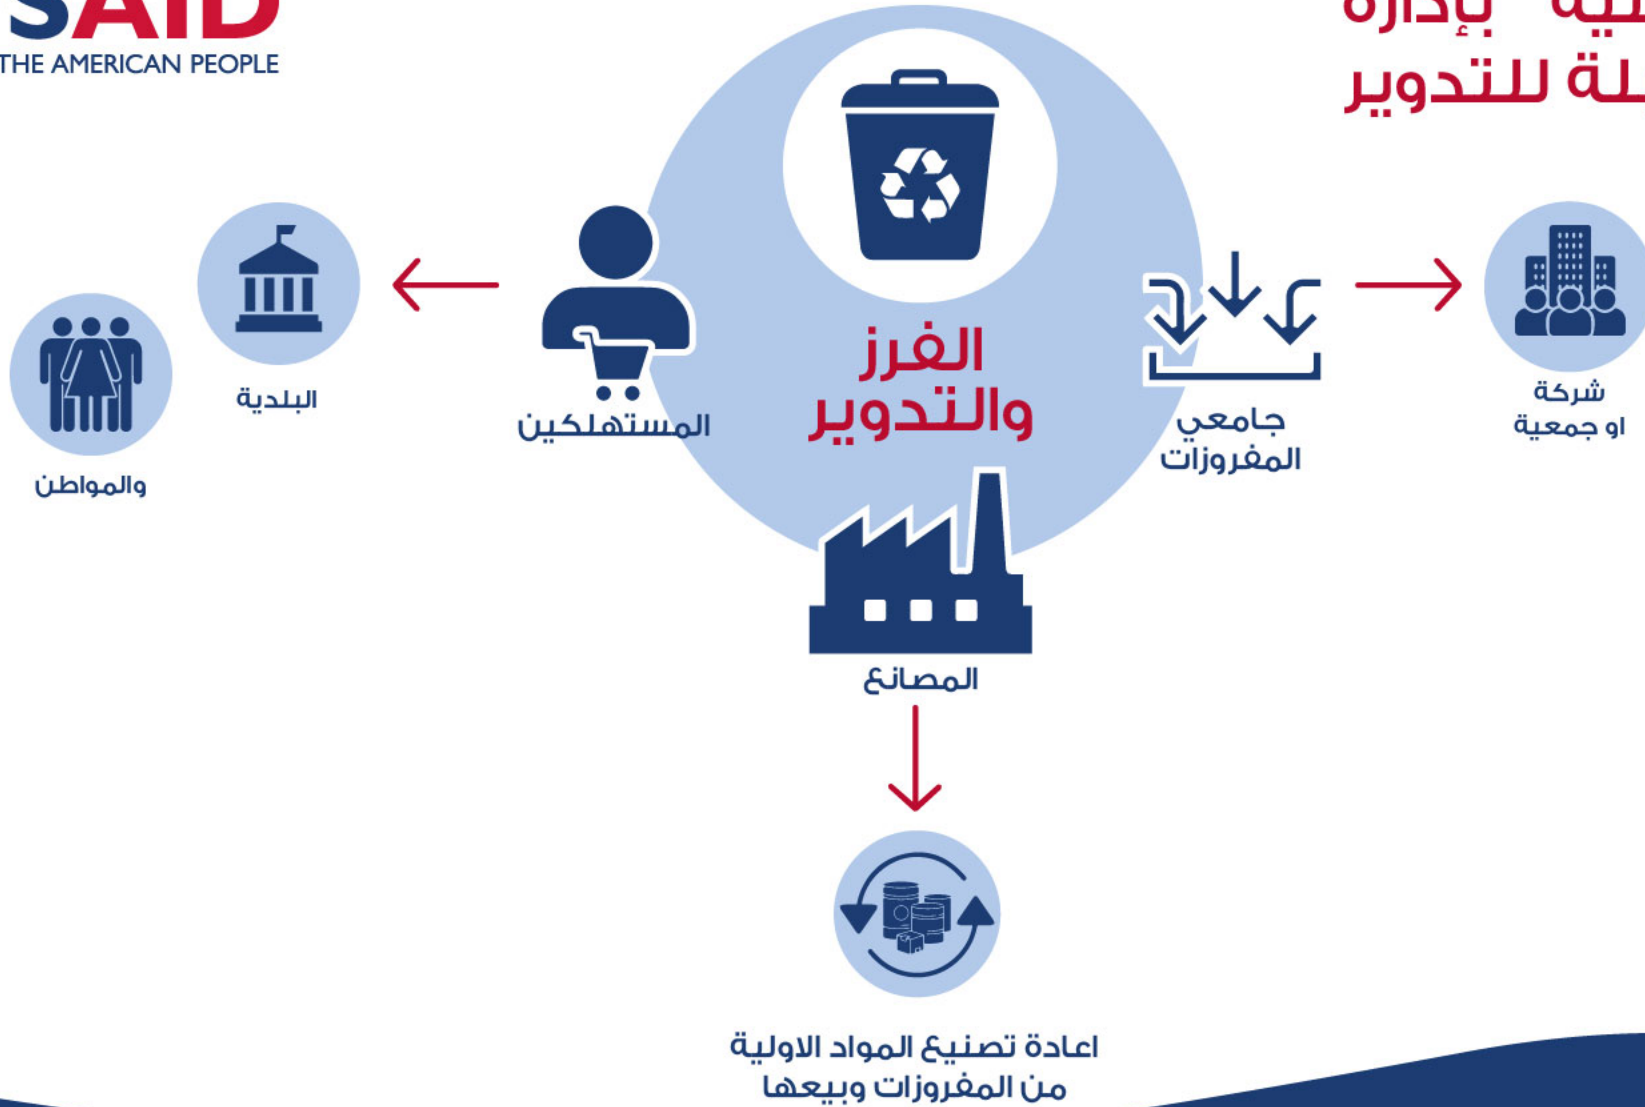 SAID
THE AMERICAN PEOPLE
بإدارة
للتدوير
الفرز
والتدوير
جامعي
المفروزات
شركة
او جمعية
المستهلكين
البلدية
والمواطن
المصانع
اعادة تصنيع المواد الاولية
من المفروزات وبيعها